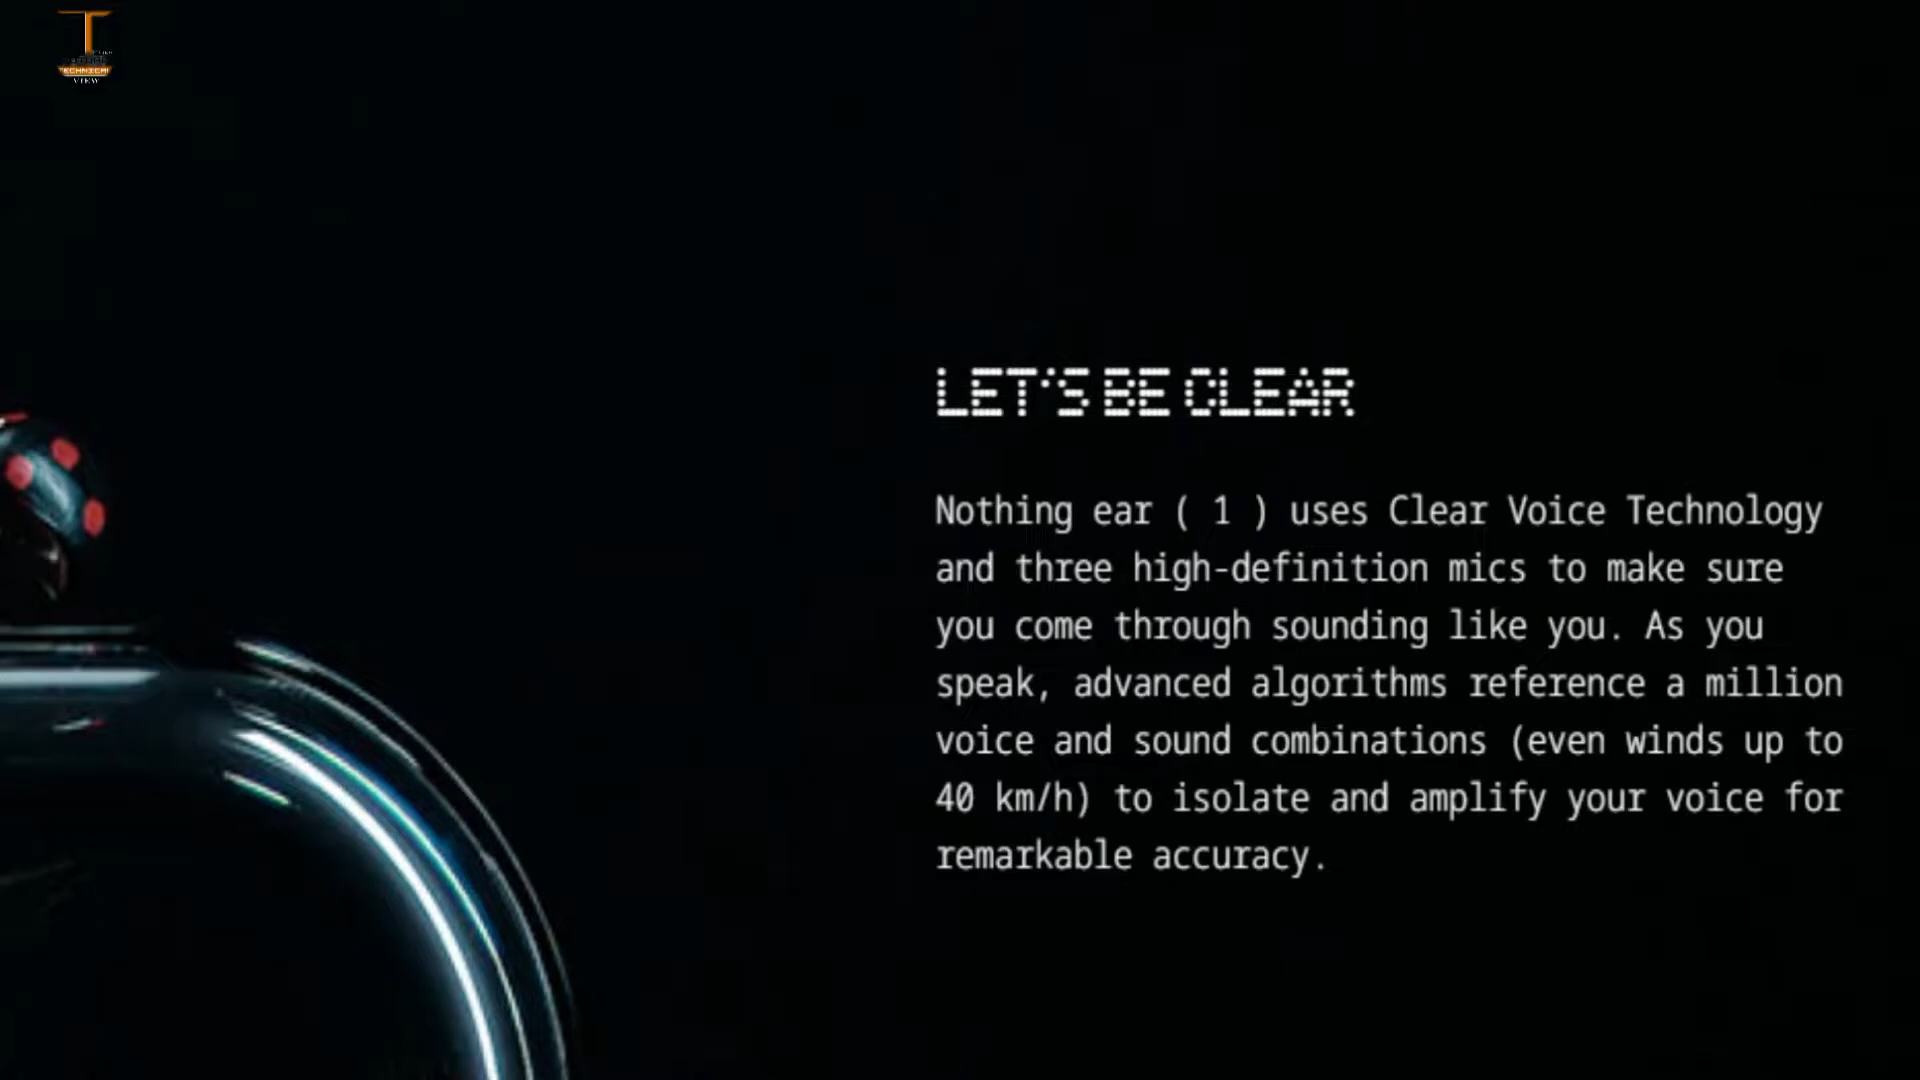 T
TECHNICAL
VIEW
LET'S BE CLEAR
Nothing ear ( 1 ) uses Clear Voice Technology
and three high-definition mics to make sure
you come through sounding like you. As you
speak, advanced algorithms reference a million
voice and sound combinations (even winds up to
40 km/h) to isolate and amplify your voice for
remarkable accuracy.